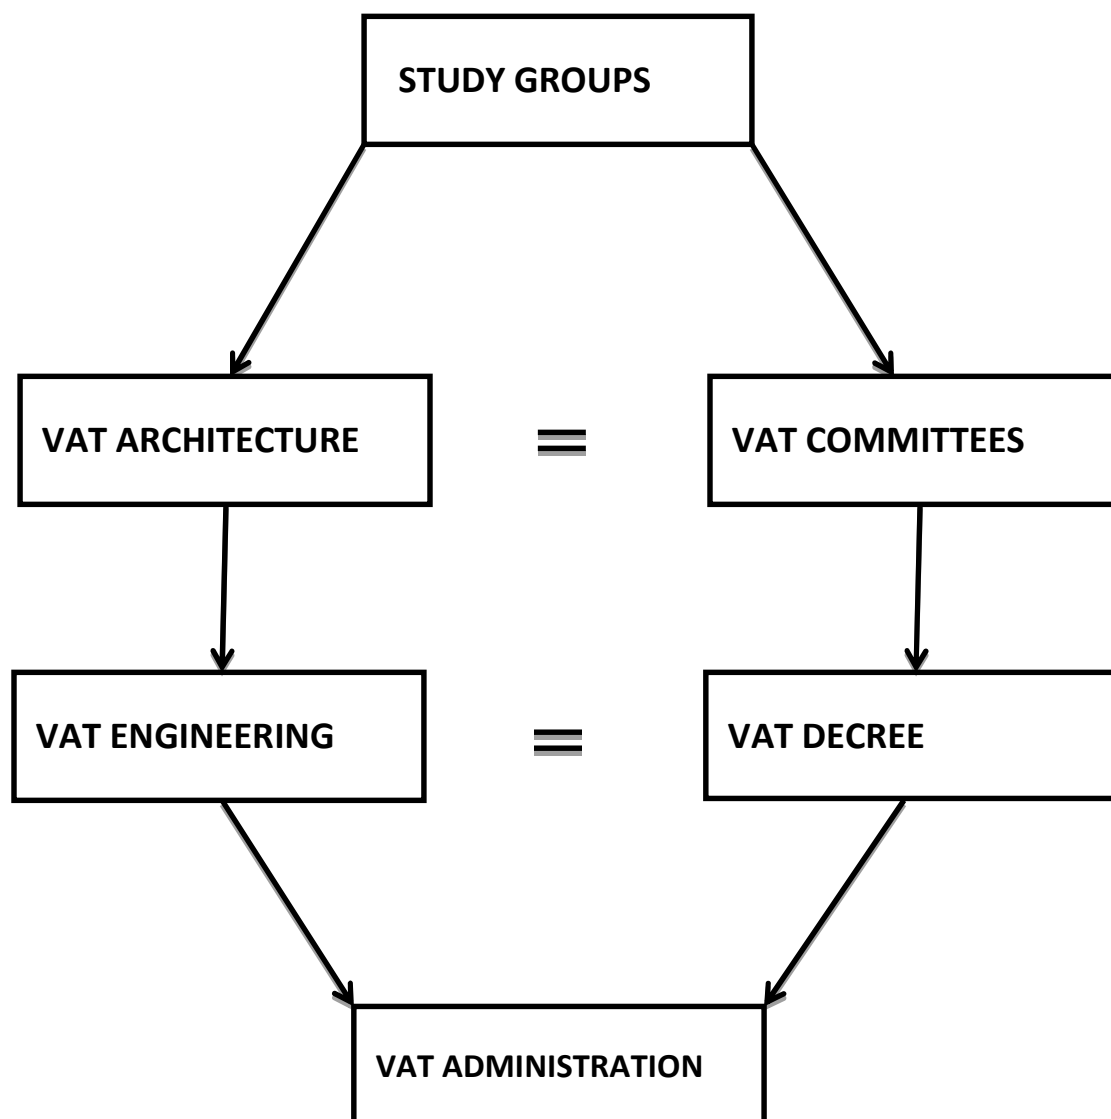 STUDY GROUPS
VAT ARCHITECTURE
=
VAT COMMITTEES
VAT ENGINEERING
=
VAT DECREE
VAT ADMINISTRATION